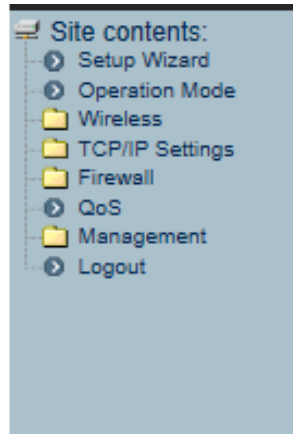 Site contents:
Setup Wizard
Operation Mode
Wireless
TCP/IP Settings
Firewall
QoS
Management
Logout